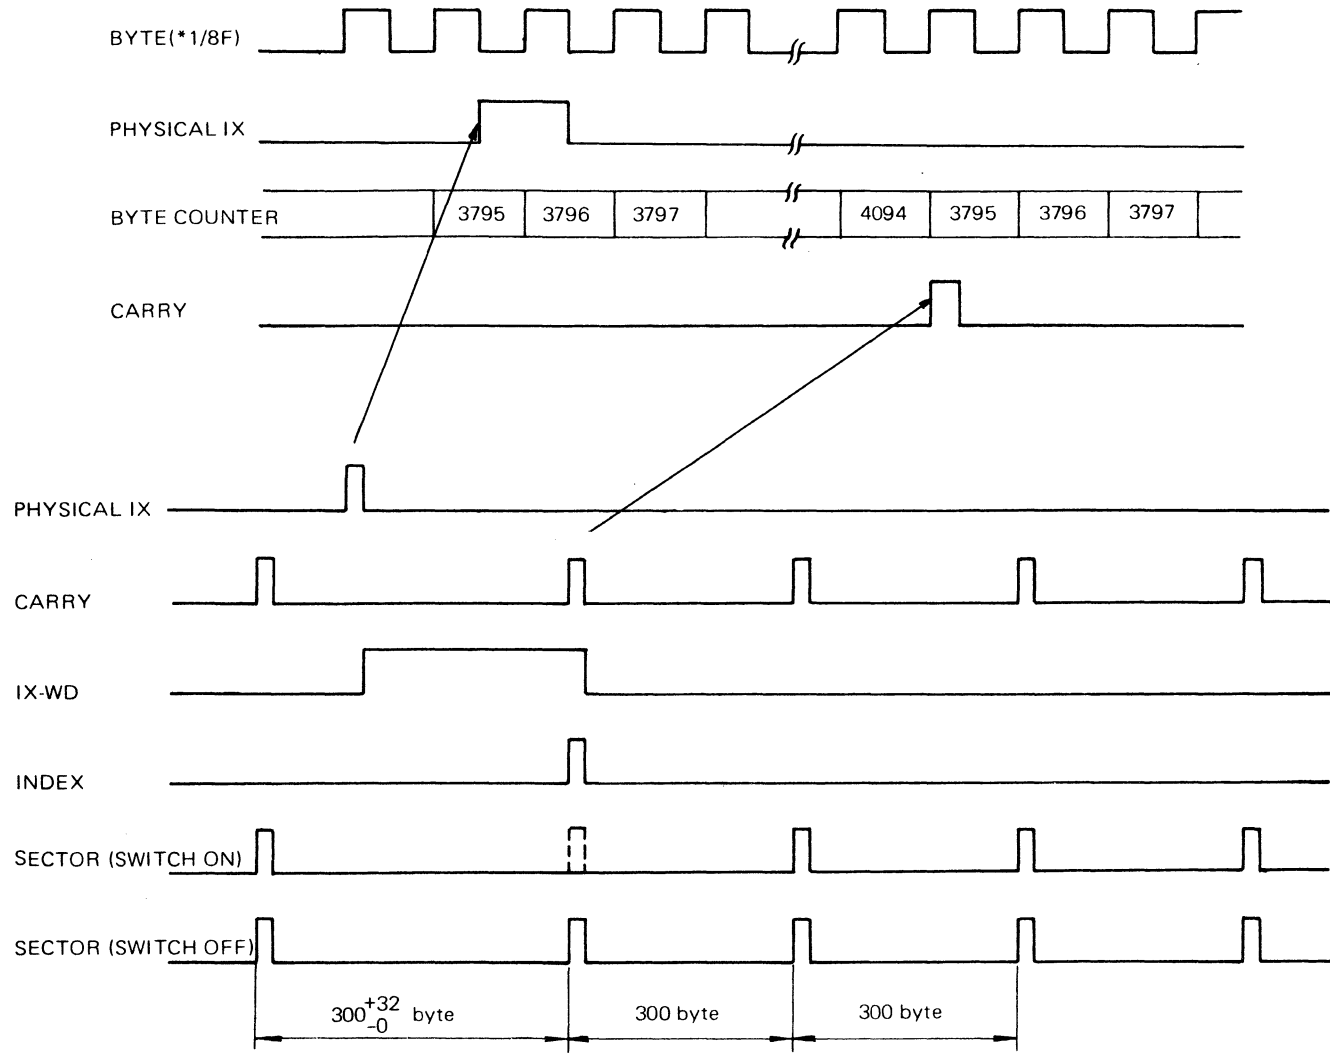 BYTE(*1/8F)
PHYSICAL IX
BYTE COUNTER 3795 3796 3797 4094 3795 3796 3797
CARRY
PHYSICAL IX
CARRY
IX-WD
INDEX
SECTOR (SWITCH ON)
SECTOR (SWITCH OFF)
300 +32 -0 byte 300 byte 300 byte